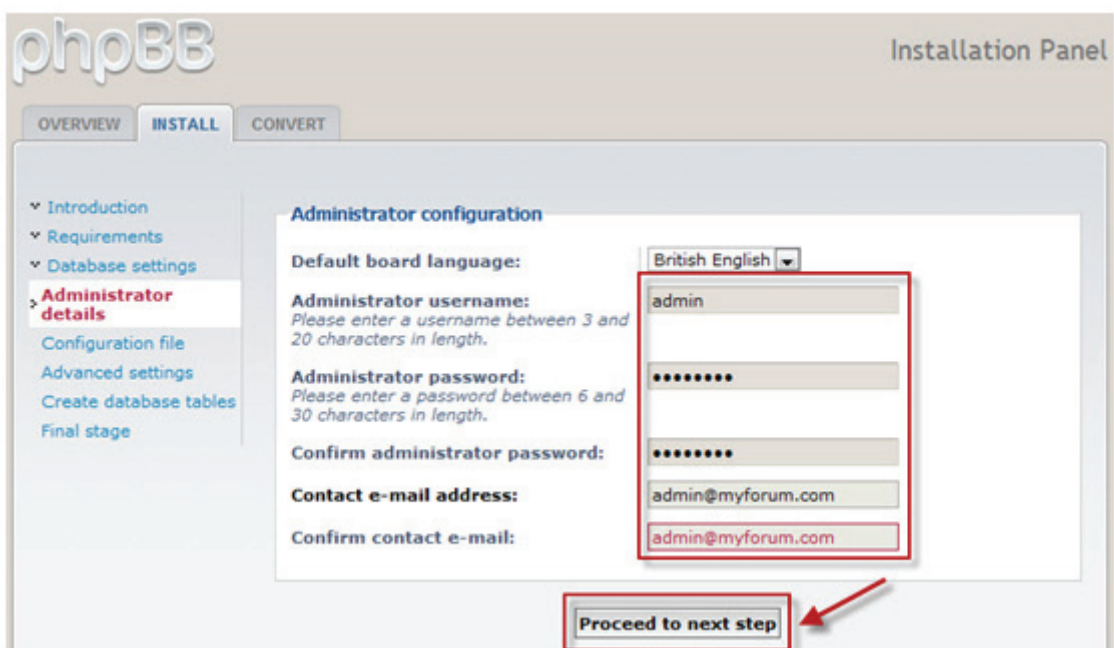 phpBB
Installation Panel
OVERVIEW INSTALL CONVERT
Introduction
Requirements
Database settings
Administrator
details
Configuration file
Advanced settings
Create database tables
Final stage
Administrator configuration
Default board language: British English
Administrator username: admin
Please enter a username between 3 and
20 characters in length.
Administrator password: ••••••••
Please enter a password between 6 and
30 characters in length.
Confirm administrator password: ••••••••
Contact e-mail address: admin@myforum.com
Confirm contact e-mail: admin@myforum.com
Proceed to next step